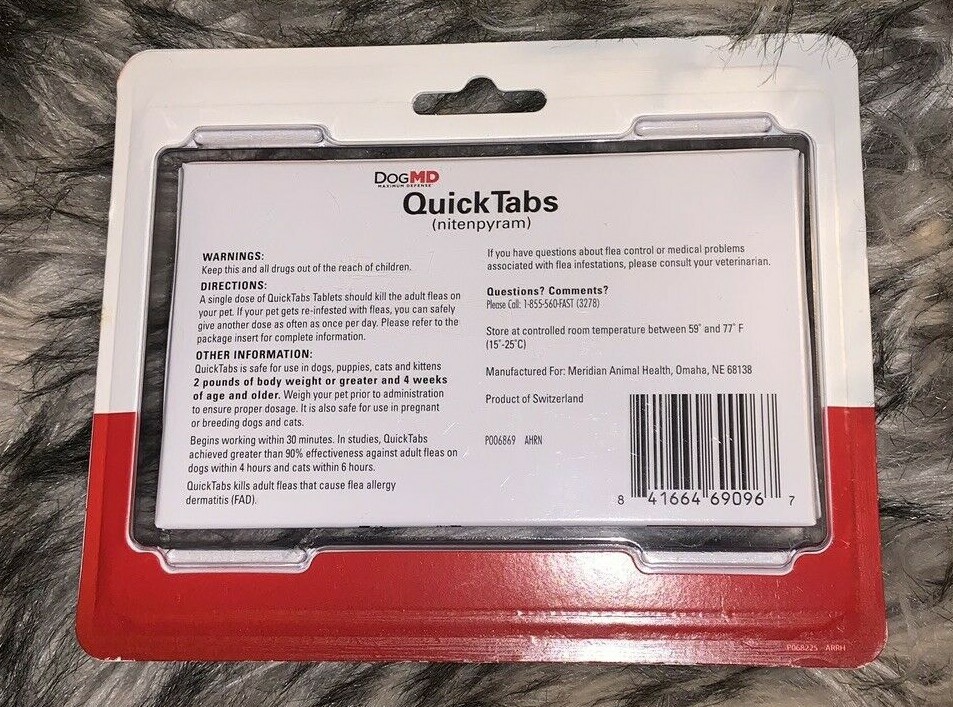 DOGMD
MAXIMUM DEFENSE
QuickTabs
(nitenpyram)
WARNINGS:
Keep this and all drugs out of the reach of children.
DIRECTIONS:
A single dose of QuickTabs Tablets should kill the adult fleas on
your pet. If your pet gets re-infested with fleas, you can safely
give another dose as often as once per day. Please refer to the
package insert for complete information.
OTHER INFORMATION:
QuickTabs is safe for use in dogs, puppies, cats and kittens
2 pounds of body weight or greater and 4 weeks
of age and older. Weigh your pet prior to administration
to ensure proper dosage. It is also safe for use in pregnant
or breeding dogs and cats.
Begins working within 30 minutes. In studies, QuickTabs
achieved greater than 90% effectiveness against adult fleas on
dogs within 4 hours and cats within 6 hours.
QuickTabs kills adult fleas that cause flea allergy
dermatitis (FAD).
If you have questions about flea control or medical problems
associated with flea infestations, please consult your veterinarian.
Questions? Comments?
Please Call: 1-855-560-FAST (3278)
Store at controlled room temperature between 59° and 77° F
(15°-25°C)
Manufactured For: Meridian Animal Health, Omaha, NE 68138
Product of Switzerland
P006869 AHRN
8 41664 69096 7
P068225 ARRH